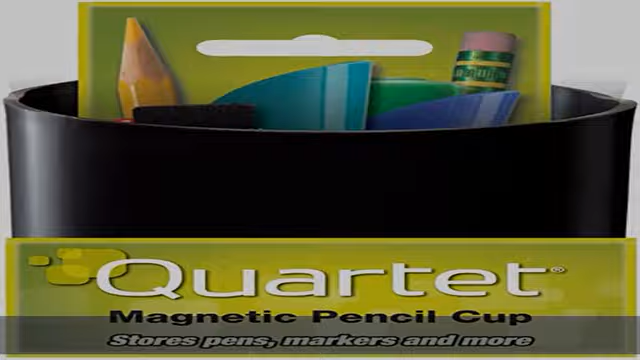 Quartet®
Magnetic Pencil Cup
Stores pens, markers and more